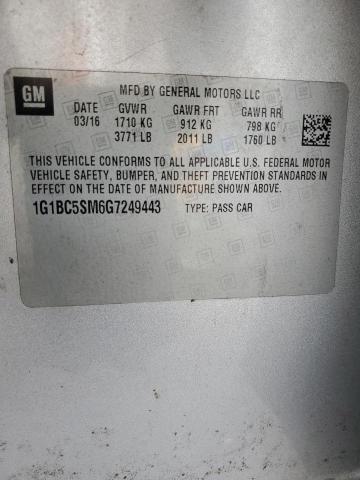 GM
MFD BY GENERAL MOTORS LLC
DATE GVWR GAWR FRT GAWR RR
03/16 1710 KG 912 KG 798 KG
3771 LB 2011 LB 1760 LB
THIS VEHICLE CONFORMS TO ALL APPLICABLE U.S. FEDERAL MOTOR
VEHICLE SAFETY, BUMPER, AND THEFT PREVENTION STANDARDS IN
EFFECT ON THE DATE OF MANUFACTURE SHOWN ABOVE.
1G1BC5SM6G7249443 TYPE: PASS CAR